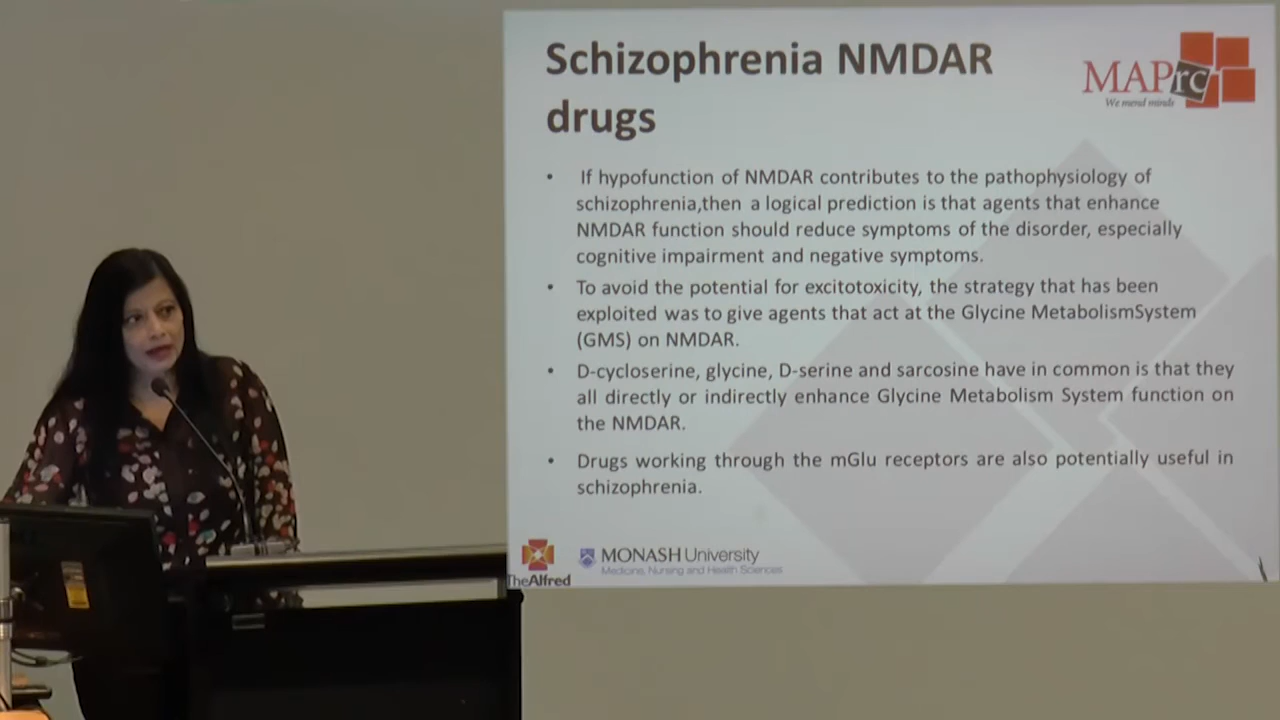 Schizophrenia NMDAR
drugs
MAPrc
We mend minds
• If hypofunction of NMDAR contributes to the pathophysiology of
schizophrenia,then a logical prediction is that agents that enhance
NMDAR function should reduce symptoms of the disorder, especially
cognitive impairment and negative symptoms.
• To avoid the potential for excitotoxicity, the strategy that has been
exploited was to give agents that act at the Glycine MetabolismSystem
(GMS) on NMDAR.
• D-cycloserine, glycine, D-serine and sarcosine have in common is that they
all directly or indirectly enhance Glycine Metabolism System function on
the NMDAR.
• Drugs working through the mGlu receptors are also potentially useful in
schizophrenia.
TheAlfred
MONASH University
Medicine, Nursing and Health Sciences